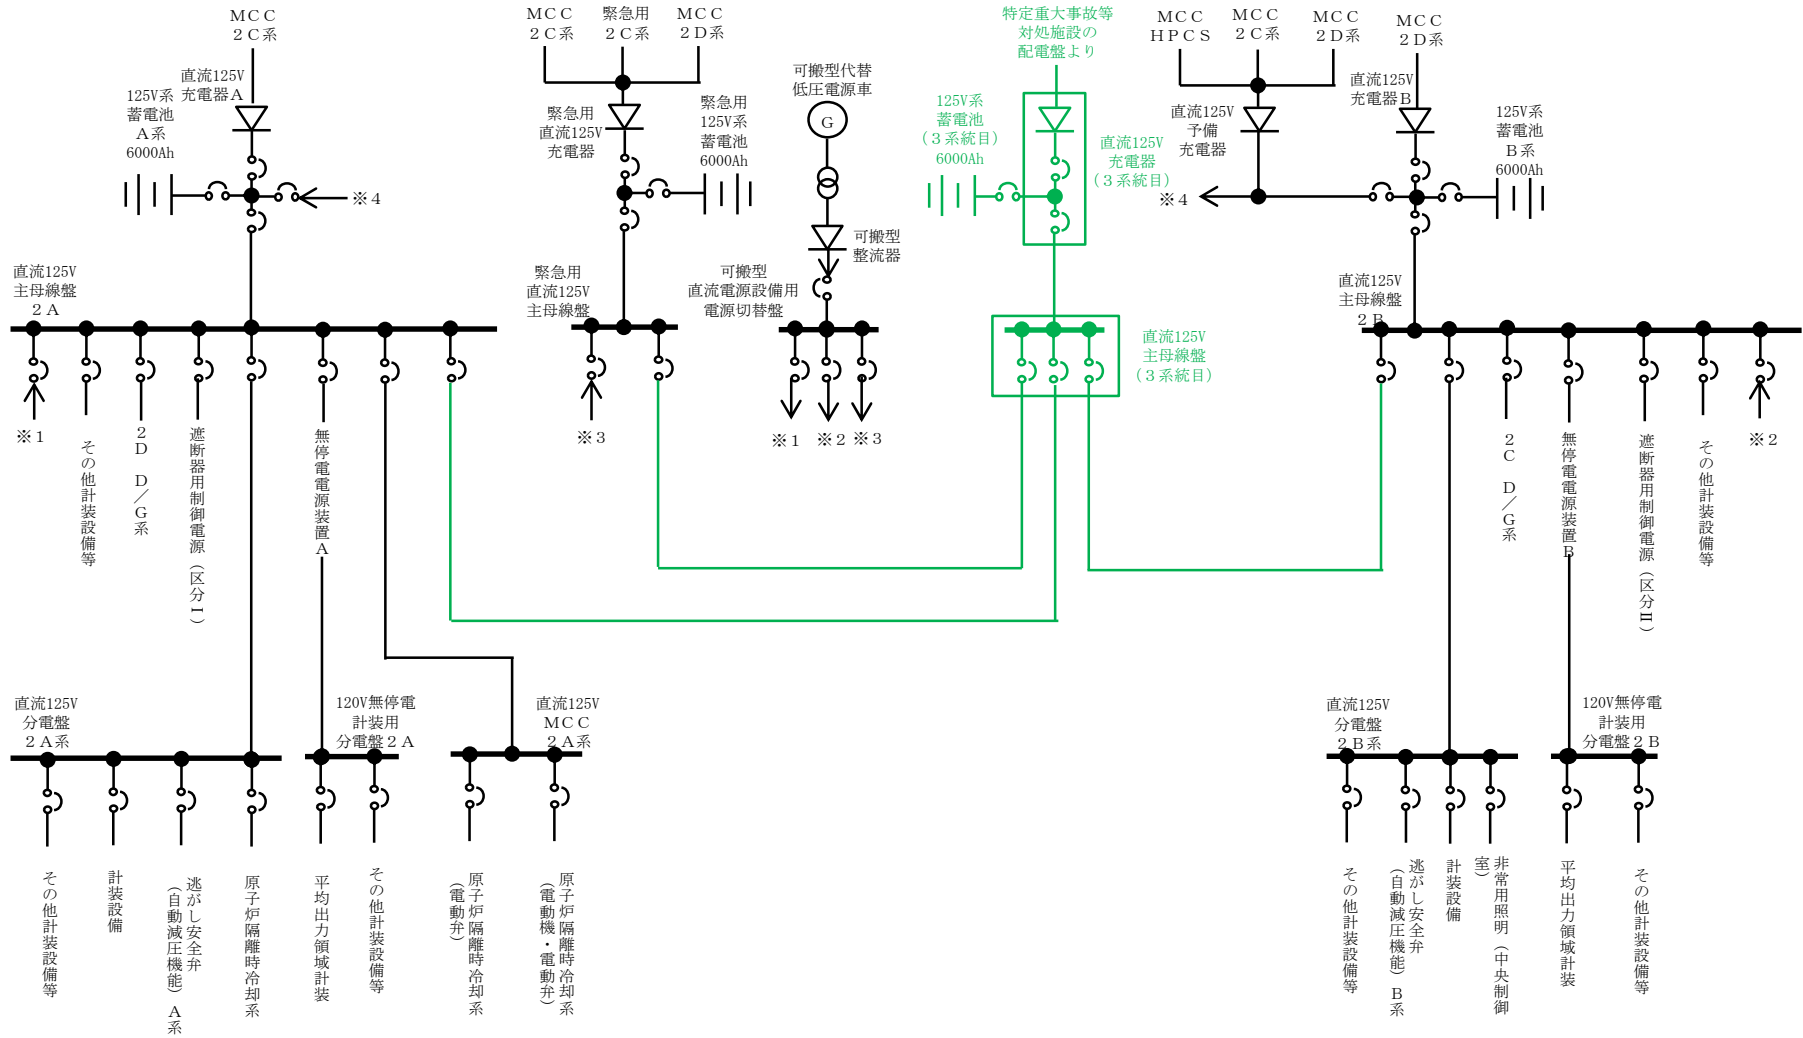 ＭＣＣ
２Ｃ系
直流125V
充電器Ａ
125V系
蓄電池
Ａ系
6000Ah
※４
直流125V
主母線盤
２Ａ
ＭＣＣ
２Ｃ系
緊急用
２Ｃ系
ＭＣＣ
２Ｄ系
緊急用
直流125V
充電器
緊急用
125V系
蓄電池
6000Ah
緊急用
直流125V
主母線盤
可搬型代替
低圧電源車
G
可搬型
整流器
可搬型
直流電源設備用
電源切替盤
特定重大事故等
対処施設の
配電盤より
125V系
蓄電池
（３系統目）
6000Ah
直流125V
充電器
（３系統目）
直流125V
主母線盤
（３系統目）
ＭＣＣ
ＨＰＣＳ
ＭＣＣ
２Ｃ系
ＭＣＣ
２Ｄ系
ＭＣＣ
２Ｄ系
直流125V
予備
充電器
直流125V
充電器Ｂ
125V系
蓄電池
Ｂ系
6000Ah
※４
直流125V
主母線盤
２Ｂ
※１
その他計装設備等
２Ｄ　Ｄ／Ｇ系
遮断器用制御電源（区分Ⅰ）
無停電電源装置Ａ
※３
※１
※２
※３
２Ｃ　Ｄ／Ｇ系
無停電電源装置Ｂ
遮断器用制御電源（区分Ⅱ）
その他計装設備等
※２
直流125V
分電盤
２Ａ系
120V無停電
計装用
分電盤２Ａ
直流125V
ＭＣＣ
２Ａ系
直流125V
分電盤
２Ｂ系
120V無停電
計装用
分電盤２Ｂ
その他計装設備等
計装設備
逃がし安全弁
（自動減圧機能）Ａ系
原子炉隔離時冷却系
平均出力領域計装
その他計装設備等
原子炉隔離時冷却系
（電動弁）
原子炉隔離時冷却系
（電動機・電動弁）
その他計装設備等
逃がし安全弁
（自動減圧機能）Ｂ系
計装設備
非常用照明（中央制御
室）
平均出力領域計装
その他計装設備等